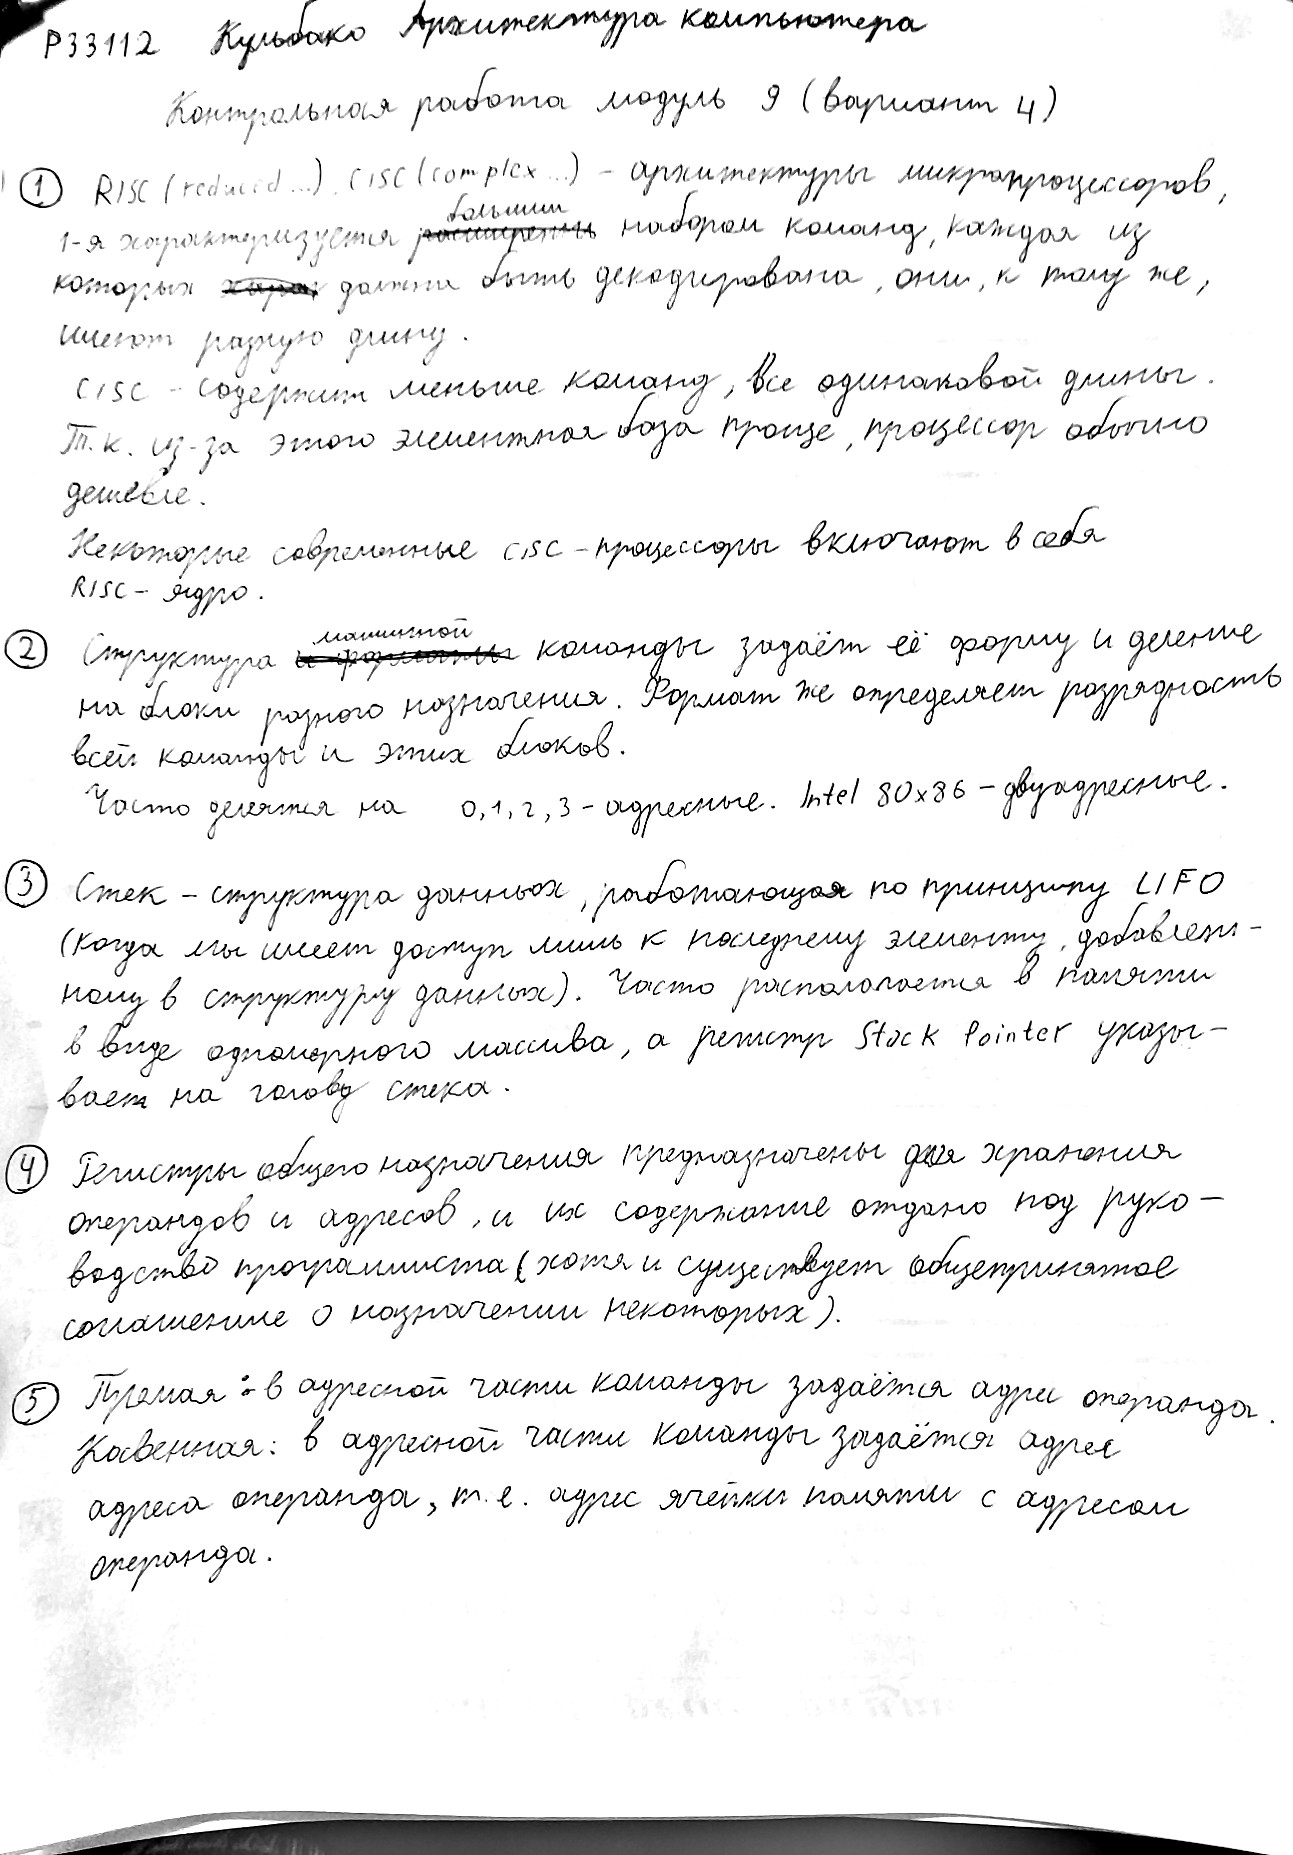 P33112 Кульбако Архитектура компьютера
Контрольная работа модуль 9 (вариант 4)
① RISC (reduced ...), CISC (complex ...) – архитектуры микропроцессоров,
1-я характеризуется большим набором команд, каждая из
которых должна быть декодирована, они, к тому же,
имеют разную длину.
CISC – содержит меньше команд, все одинаковой длины.
Т.к. из-за этого элементная база проще, процессор обычно
дешевле.
Некоторые современные CISC – процессоры включают в себя
RISC – ядро.
② Структура машинной команды задаёт её форму и деление
на блоки разного назначения. Формат же определяет разрядность
всей команды и этих блоков.
Часто делятся на 0,1,2,3 – адресные. Intel 80x86 – двуадресные.
③ Стек – структура данных, работающая по принципу LIFO
(когда мы имеет доступ лишь к последнему элементу, добавлен-
ному в структуру данных). Часто располагается в памяти
в виде одномерного массива, а регистр Stack Pointer указы-
вает на голову стека.
④ Регистры общего назначения предназначены для хранения
операндов и адресов, и их содержание отдано под руко-
водство программиста (хотя и существует общепринятое
соглашение о назначении некоторых).
⑤ Прямая: в адресной части команды задаётся адрес операнда.
Косвенная: в адресной части команды задаётся адрес
адреса операнда, т.е. адрес ячейки памяти с адресом
операнда.